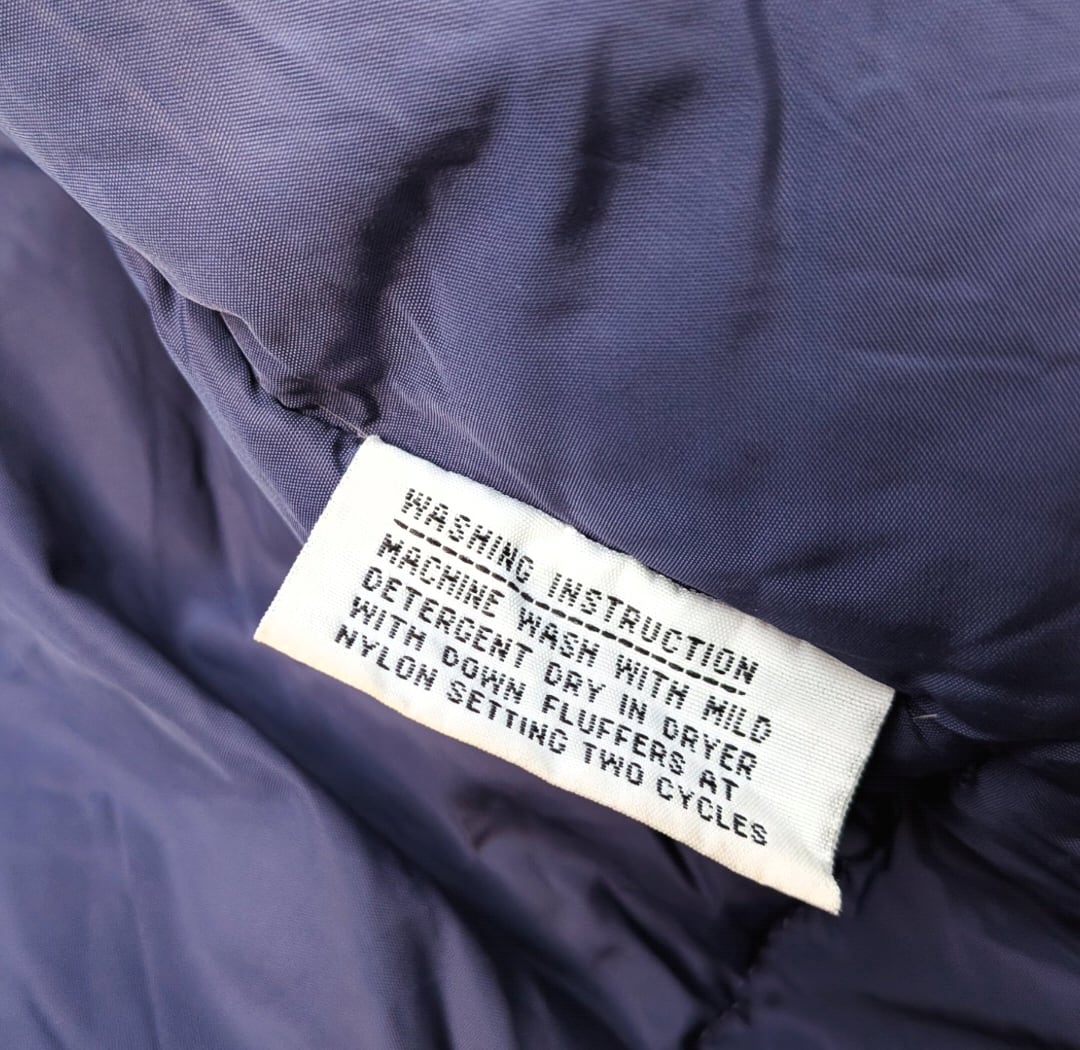 WASHING INSTRUCTION
MACHINE WASH WITH MILD
DETERGENT DRY IN DRYER
WITH DOWN FLUFFERS AT
NYLON SETTING TWO CYCLES